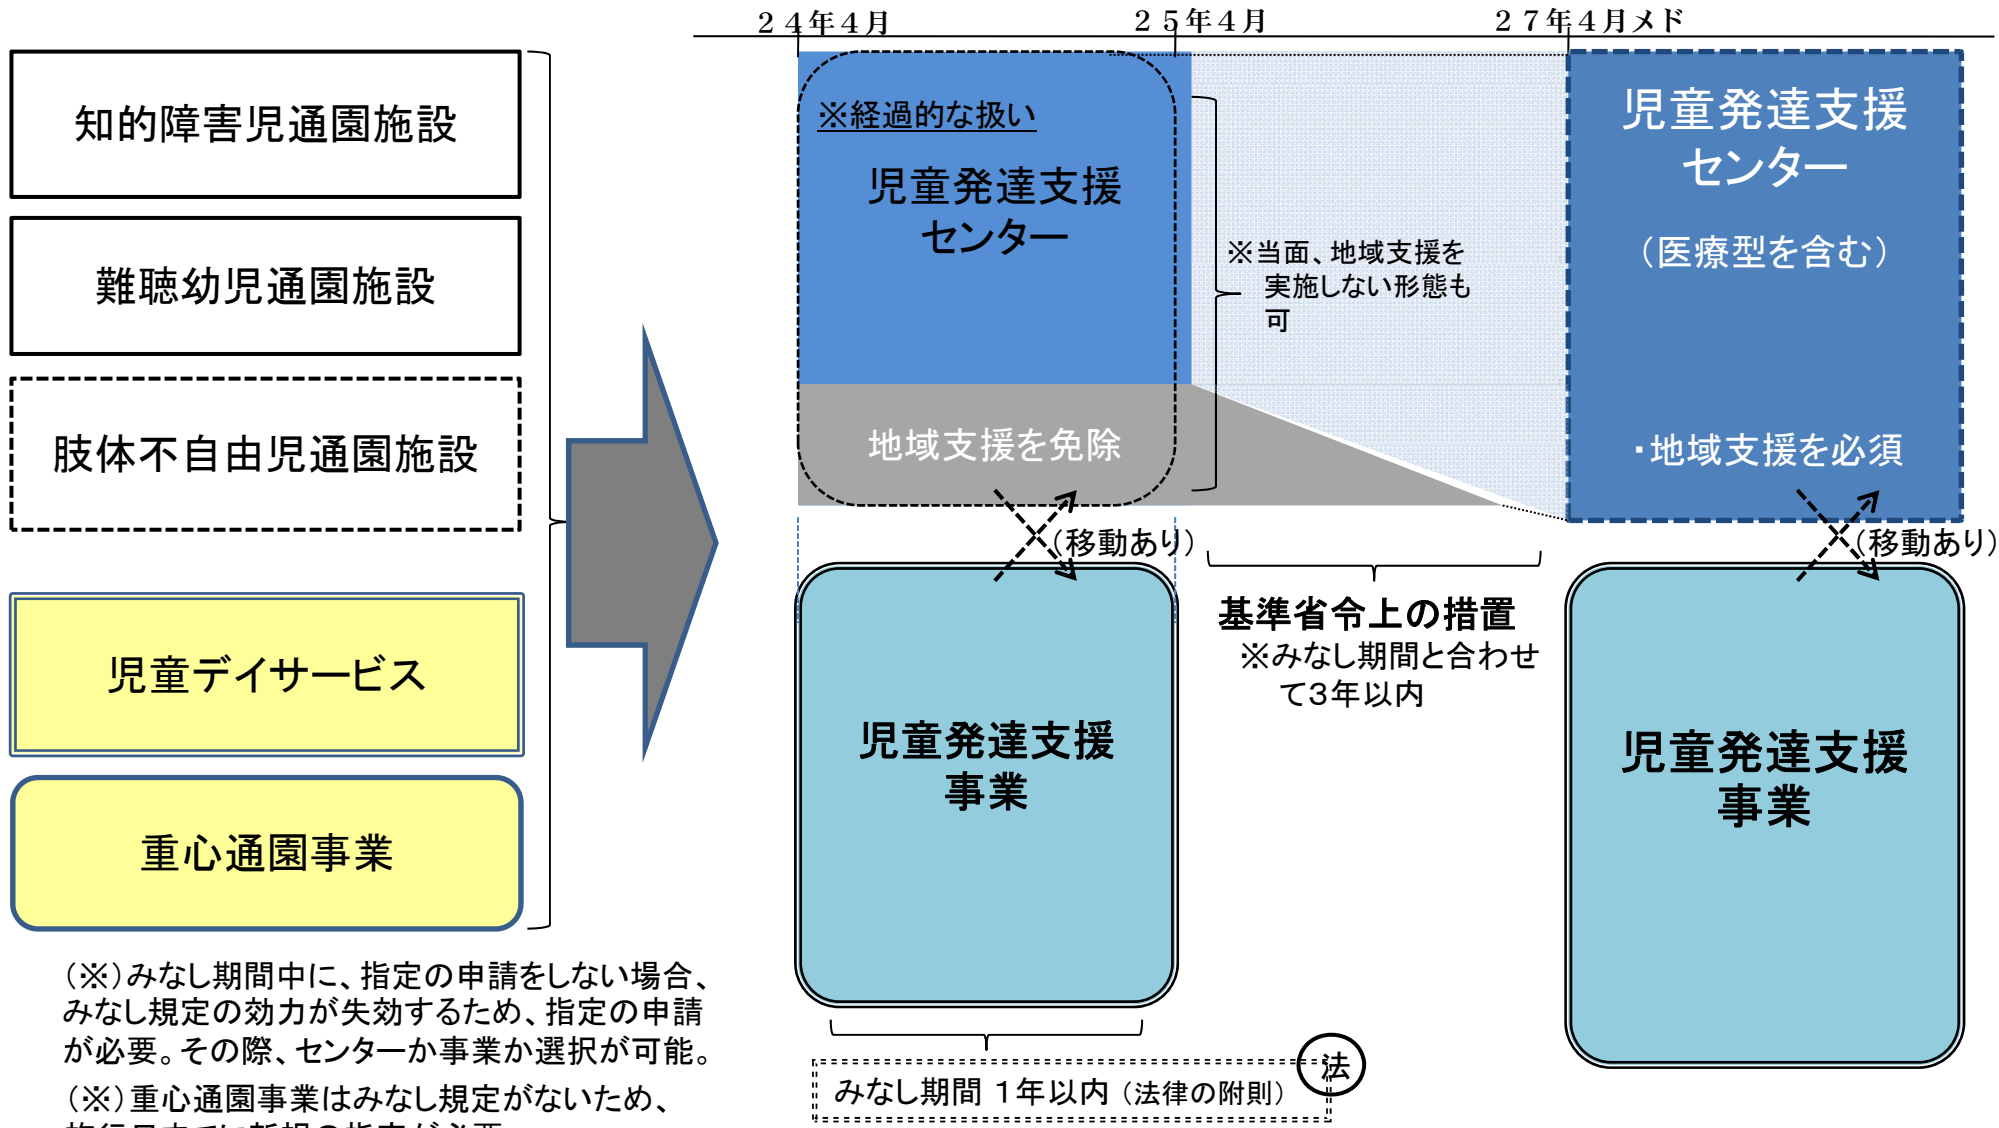 ２４年４月
２５年４月
２７年４月メド
知的障害児通園施設
難聴幼児通園施設
肢体不自由児通園施設
児童デイサービス
重心通園事業
（※）みなし期間中に、指定の申請をしない場合、
みなし規定の効力が失効するため、指定の申請
が必要。その際、センターか事業か選択が可能。
（※）重心通園事業はみなし規定がないため、
※経過的な扱い
児童発達支援
センター
地域支援を免除
※当面、地域支援を
実施しない形態も
可
児童発達支援
センター
（医療型を含む）
・地域支援を必須
（移動あり）
（移動あり）
児童発達支援
事業
基準省令上の措置
※みなし期間と合わせ
て３年以内
児童発達支援
事業
みなし期間 １年以内（法律の附則）
法